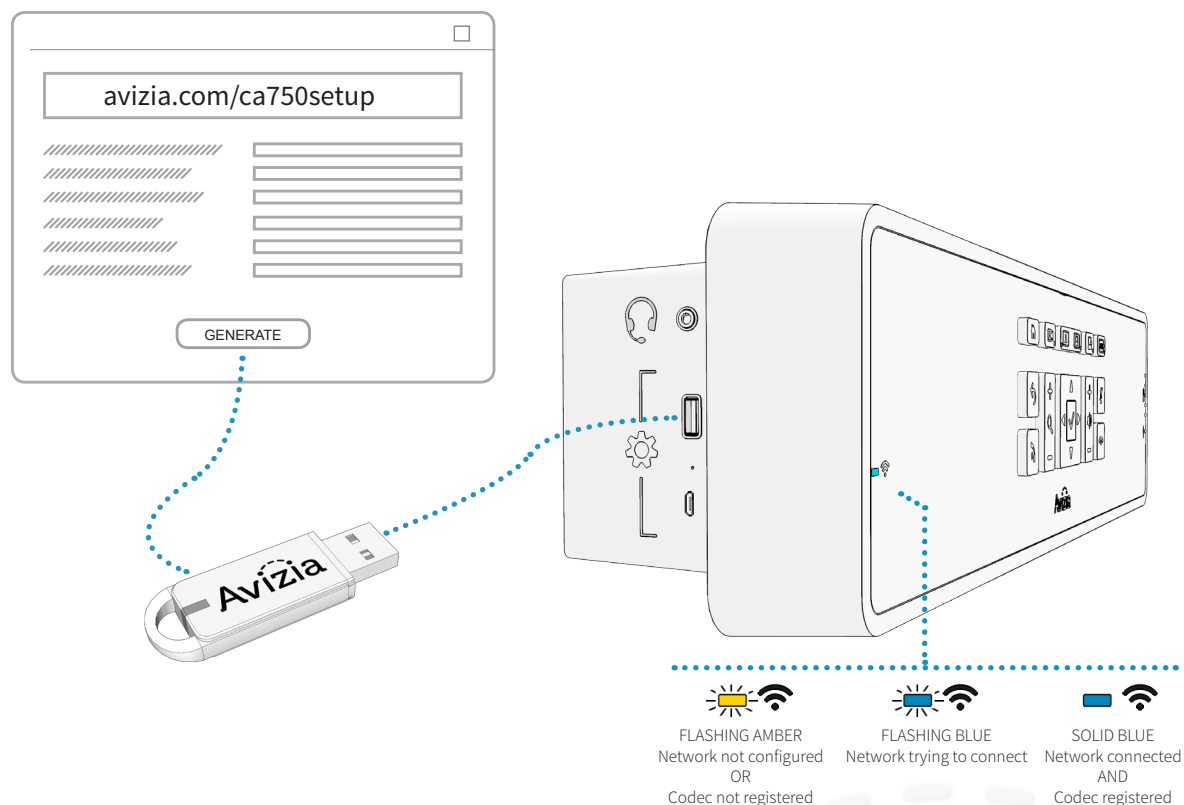 avizia.com/ca750setup
GENERATE
Avizia
Avizia
FLASHING AMBER
Network not configured
OR
Codec not registered
FLASHING BLUE
Network trying to connect
SOLID BLUE
Network connected
AND
Codec registered